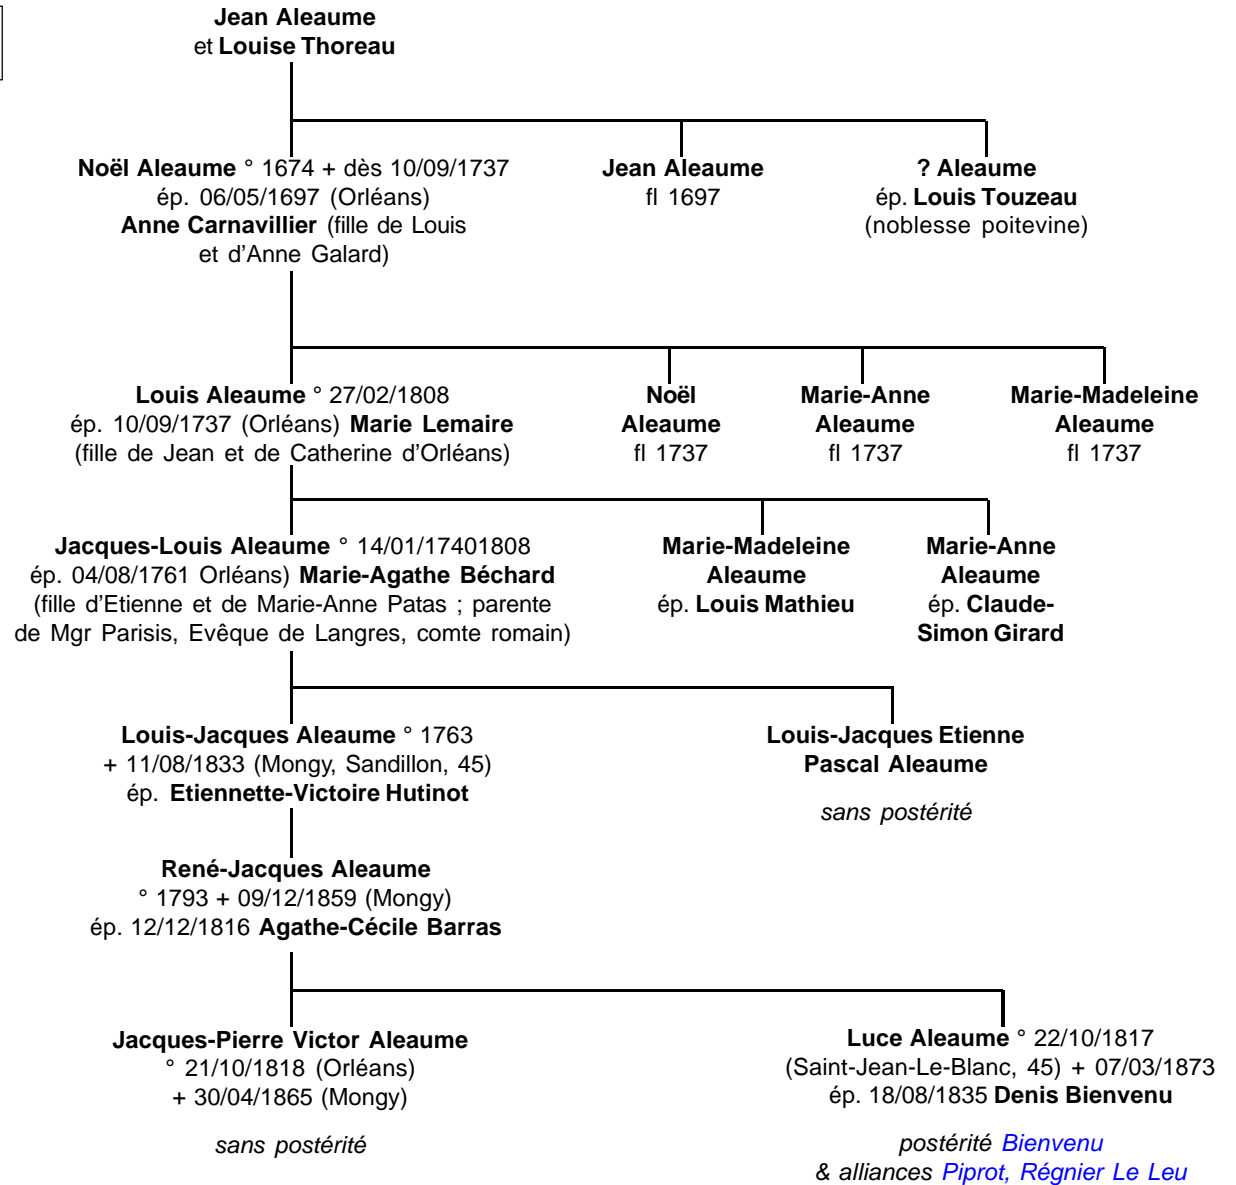 Jean Aleaume
et Louise Thoreau
Noël Aleaume ° 1674 + dès 10/09/1737
ép. 06/05/1697 (Orléans)
Anne Carnavillier (fille de Louis
et d'Anne Galard)
Jean Aleaume
fl 1697
? Aleaume
ép. Louis Touzeau
(noblesse poitevine)
Louis Aleaume ° 27/02/1808
ép. 10/09/1737 (Orléans) Marie Lemaire
(fille de Jean et de Catherine d'Orléans)
Noël
Aleaume
fl 1737
Marie-Anne
Aleaume
fl 1737
Marie-Madeleine
Aleaume
fl 1737
Jacques-Louis Aleaume ° 14/01/17401808
ép. 04/08/1761 Orléans) Marie-Agathe Béchard
(fille d'Etienne et de Marie-Anne Patas ; parente
de Mgr Parisis, Evêque de Langres, comte romain)
Marie-Madeleine
Aleaume
ép. Louis Mathieu
Marie-Anne
Aleaume
ép. Claude-
Simon Girard
Louis-Jacques Aleaume ° 1763
+ 11/08/1833 (Mongy, Sandillon, 45)
ép. Etiennette-Victoire Hutinot
Louis-Jacques Etienne
Pascal Aleaume
sans postérité
René-Jacques Aleaume
° 1793 + 09/12/1859 (Mongy)
ép. 12/12/1816 Agathe-Cécile Barras
Jacques-Pierre Victor Aleaume
° 21/10/1818 (Orléans)
+ 30/04/1865 (Mongy)
sans postérité
Luce Aleaume ° 22/10/1817
(Saint-Jean-Le-Blanc, 45) + 07/03/1873
ép. 18/08/1835 Denis Bienvenu
postérité Bienvenu
& alliances Piprot, Régnier Le Leu